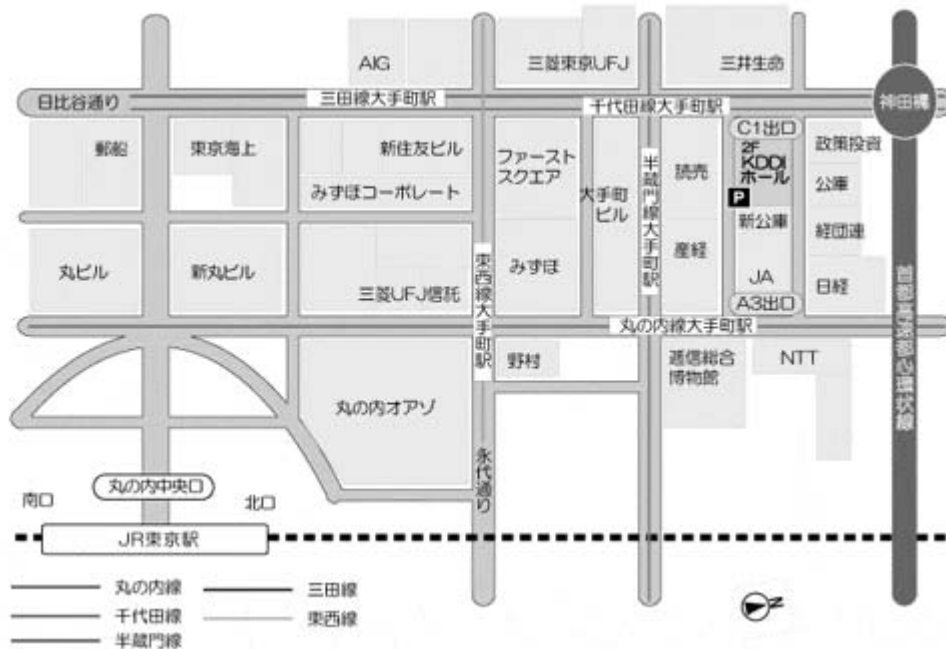 AIG
三菱東京UFJ
三井生命
日比谷通り
三田線大手町駅
千代田線大手町駅
神田橋
郵船
東京海上
新住友ビル
みずほコーポレート
ファースト
スクエア
大手町
ビル
半蔵門線大手町駅
読売
C1出口
2F
KDDI
ホール
P
政策投資
公庫
新公庫
経団連
丸ビル
新丸ビル
三菱UFJ信託
東西線大手町駅
みずほ
産経
JA
日経
A3出口
丸の内線大手町駅
首都高速都心環状線
丸の内オアゾ
野村
逓信総合
博物館
NTT
永代通り
南口
丸の内中央口
北口
JR東京駅
丸の内線
三田線
千代田線
東西線
半蔵門線
N